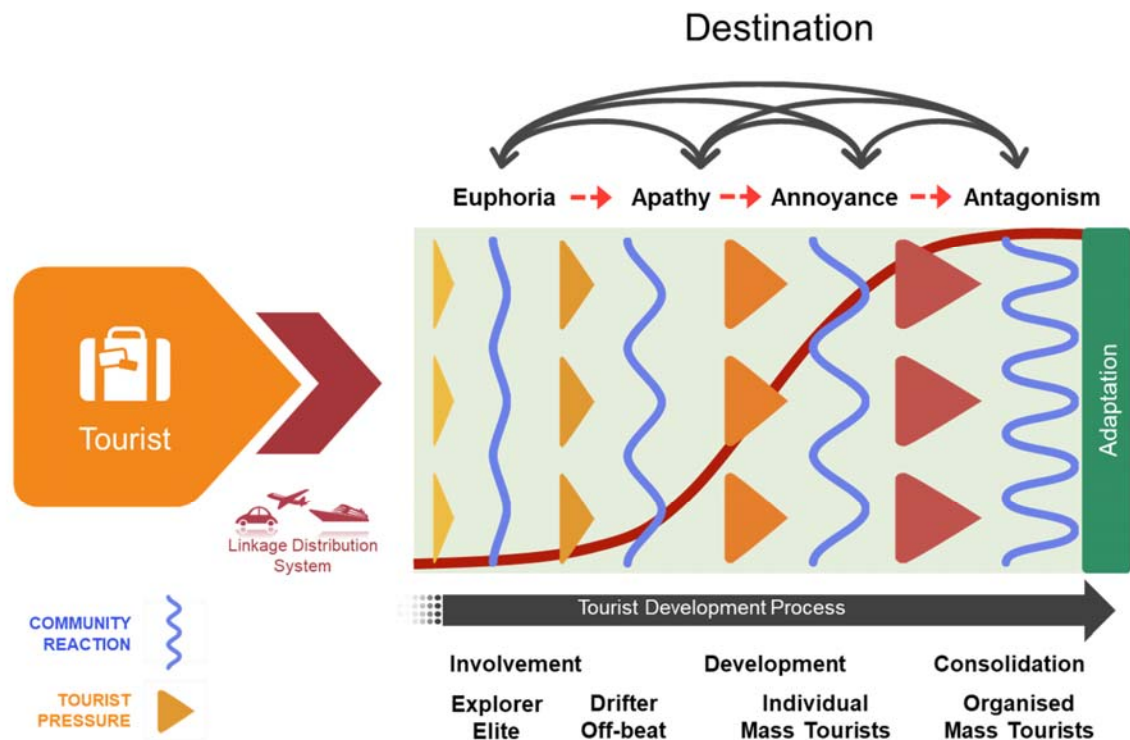 Destination
Euphoria Apathy Annoyance Antagonism
Tourist
Adaptation
Linkage Distribution
System
Tourist Development Process
COMMUNITY
REACTION
TOURIST
PRESSURE
Involvement Development Consolidation
Explorer
Elite
Drifter
Off-beat
Individual
Mass Tourists
Organised
Mass Tourists